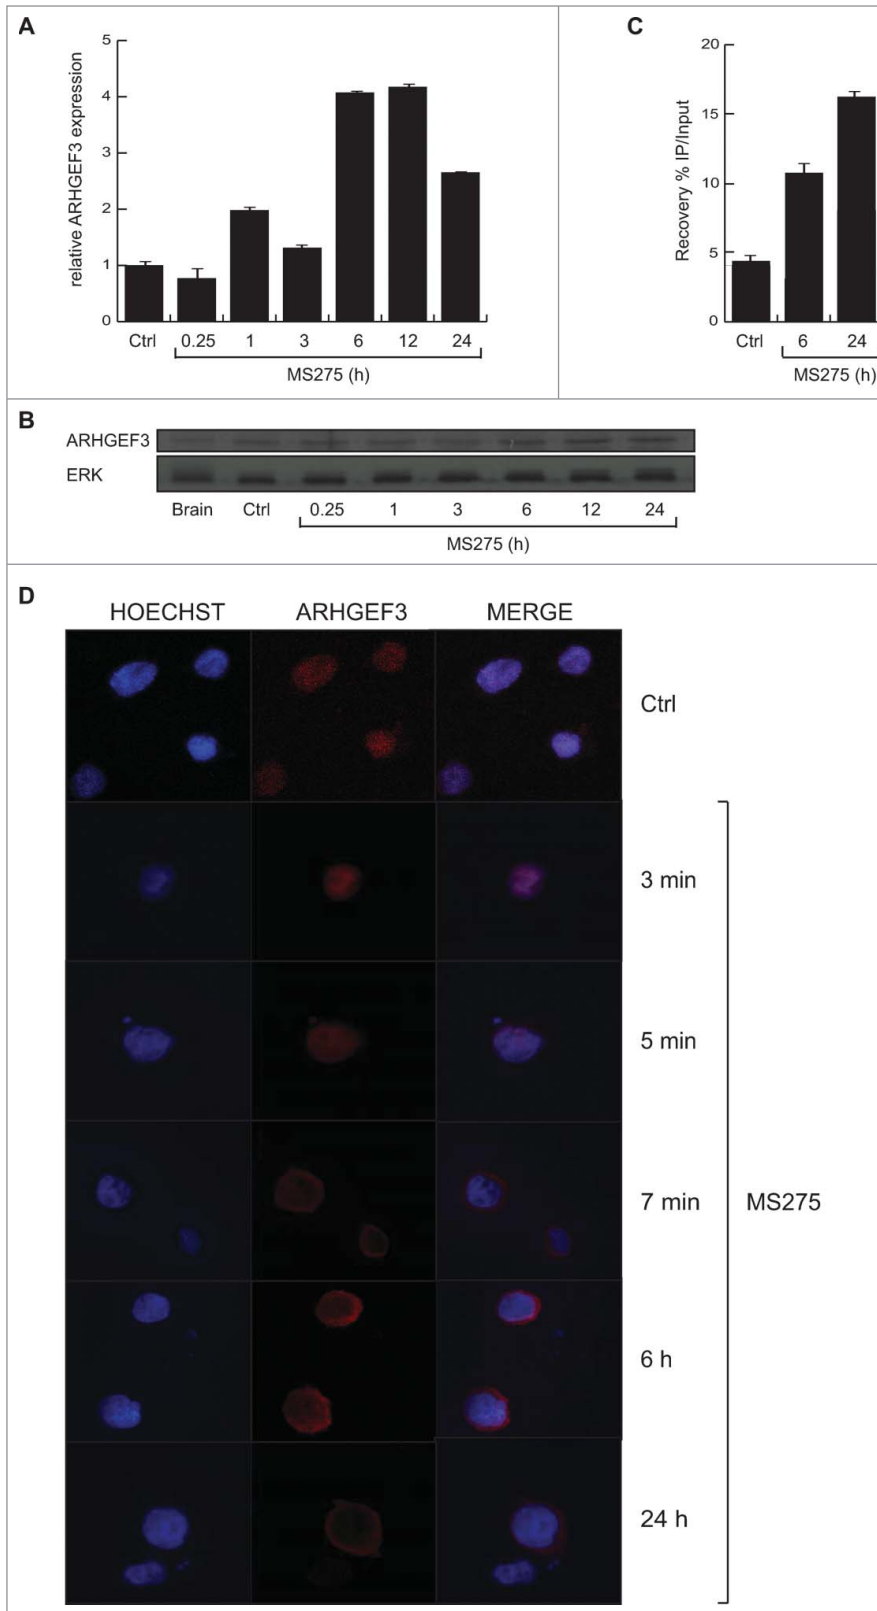 A
relative ARHGEF3 expression
5
4
3
2
1
0
Ctrl 0.25 1 3 6 12 24
MS275 (h)
C
Recovery % IP/Input
20
15
10
5
0
Ctrl 6 24
MS275 (h)
B
ARHGEF3
ERK
Brain Ctrl 0.25 1 3 6 12 24
MS275 (h)
D
HOECHST ARHGEF3 MERGE
Ctrl
3 min
5 min
7 min
MS275
6 h
24 h